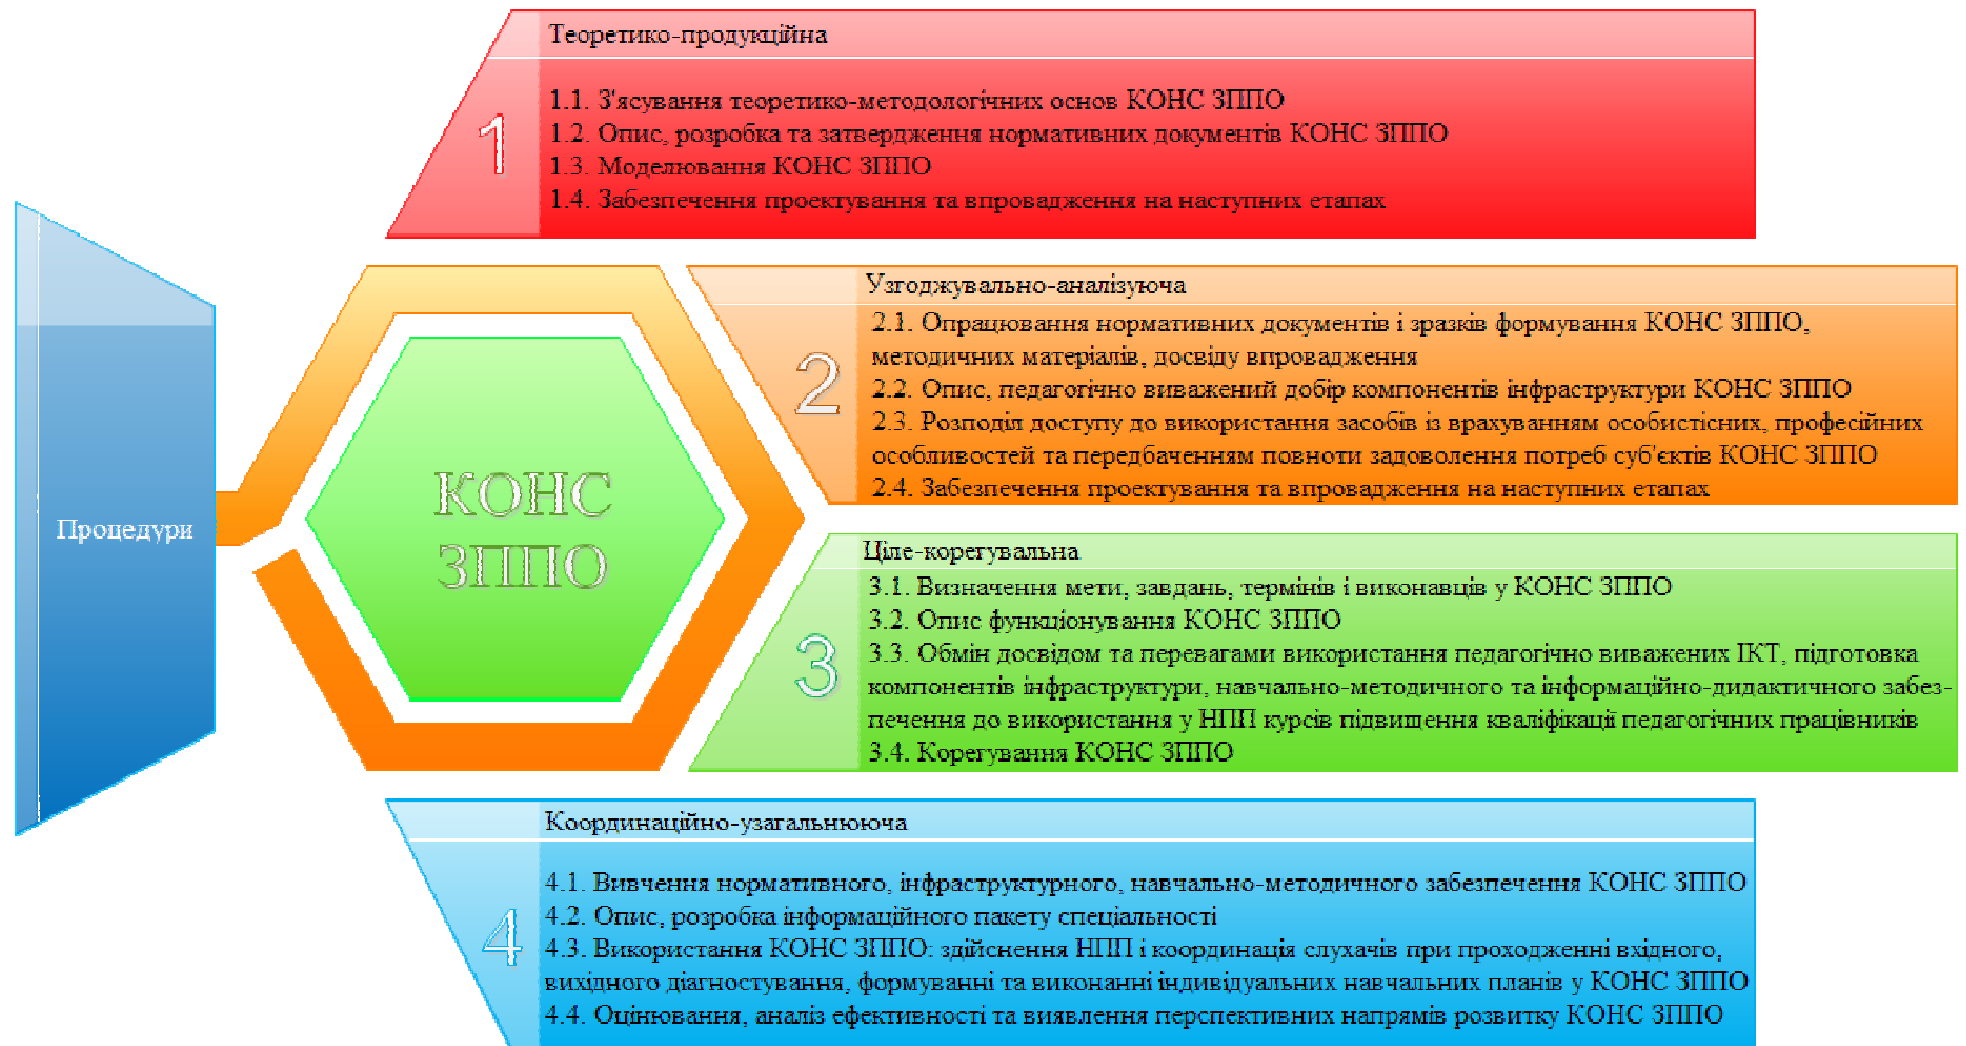 Теоретико-продукційна
1
1.1. З'ясування теоретико-методологічних основ КОНС ЗППО
1.2. Опис, розробка та затвердження нормативних документів КОНС ЗППО
1.3. Моделювання КОНС ЗППО
1.4. Забезпечення проектування та впровадження на наступних етапах
Процедури
КОНС
ЗППО
Узгоджувально-аналізуюча
2
2.1. Опрацювання нормативних документів і зразків формування КОНС ЗППО,
методичних матеріалів, досвіду впровадження
2.2. Опис, педагогічно виважений добір компонентів інфраструктури КОНС ЗППО
2.3. Розподіл доступу до використання засобів із врахуванням особистісних, професійних
особливостей та передбаченням повноти задоволення потреб суб'єктів КОНС ЗППО
2.4. Забезпечення проектування та впровадження на наступних етапах
Ціле-корегувальна
3
3.1. Визначення мети, завдань, термінів і виконавців у КОНС ЗППО
3.2. Опис функціонування КОНС ЗППО
3.3. Обмін досвідом та перевагами використання педагогічно виважених ІКТ, підготовка
компонентів інфраструктури, навчально-методичного та інформаційно-дидактичного забез-
печення до використання у НПП курсів підвищення кваліфікації педагогічних працівників
3.4. Корегування КОНС ЗППО
Координаційно-узагальнююча
4
4.1. Вивчення нормативного, інфраструктурного, навчально-методичного забезпечення КОНС ЗППО
4.2. Опис, розробка інформаційного пакету спеціальності
4.3. Використання КОНС ЗППО: здійснення НПП і координація слухачів при проходженні вхідного,
вихідного діагностування, формуванні та виконанні індивідуальних навчальних планів у КОНС ЗППО
4.4. Оцінювання, аналіз ефективності та виявлення перспективних напрямів розвитку КОНС ЗППО